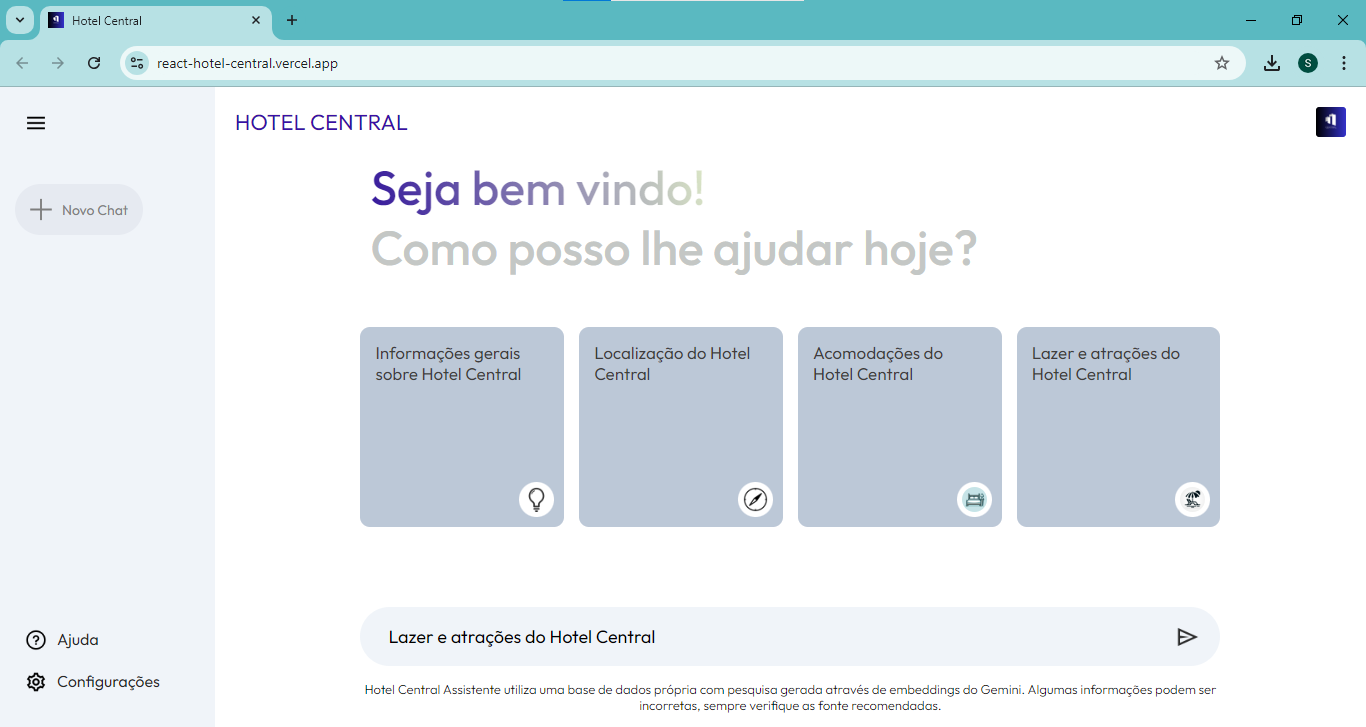 Hotel Central
react-hotel-central.vercel.app
S
HOTEL CENTRAL
Novo Chat
Seja bem vindo!
Como posso lhe ajudar hoje?
Informações gerais
sobre Hotel Central
Localização do Hotel
Central
Acomodações do
Hotel Central
Lazer e atrações do
Hotel Central
Lazer e atrações do Hotel Central
Ajuda
Configurações
Hotel Central Assistente utiliza uma base de dados própria com pesquisa gerada através de embeddings do Gemini. Algumas informações podem ser
incorretas, sempre verifique as fonte recomendadas.